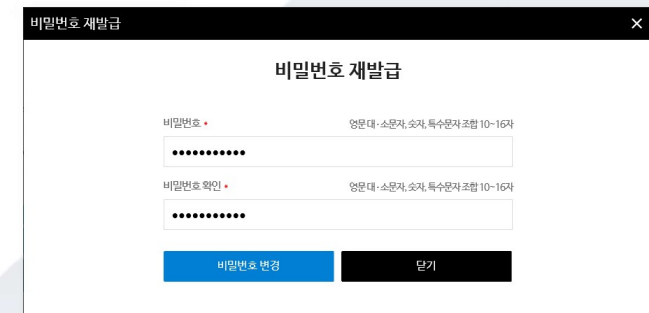 비밀번호 재발급
비밀번호 재발급
비밀번호 • 영문 대·소문자, 숫자, 특수문자 조합 10~16자
•••••••••••
비밀번호 확인 • 영문 대·소문자, 숫자, 특수문자 조합 10~16자
•••••••••••
비밀번호 변경 닫기